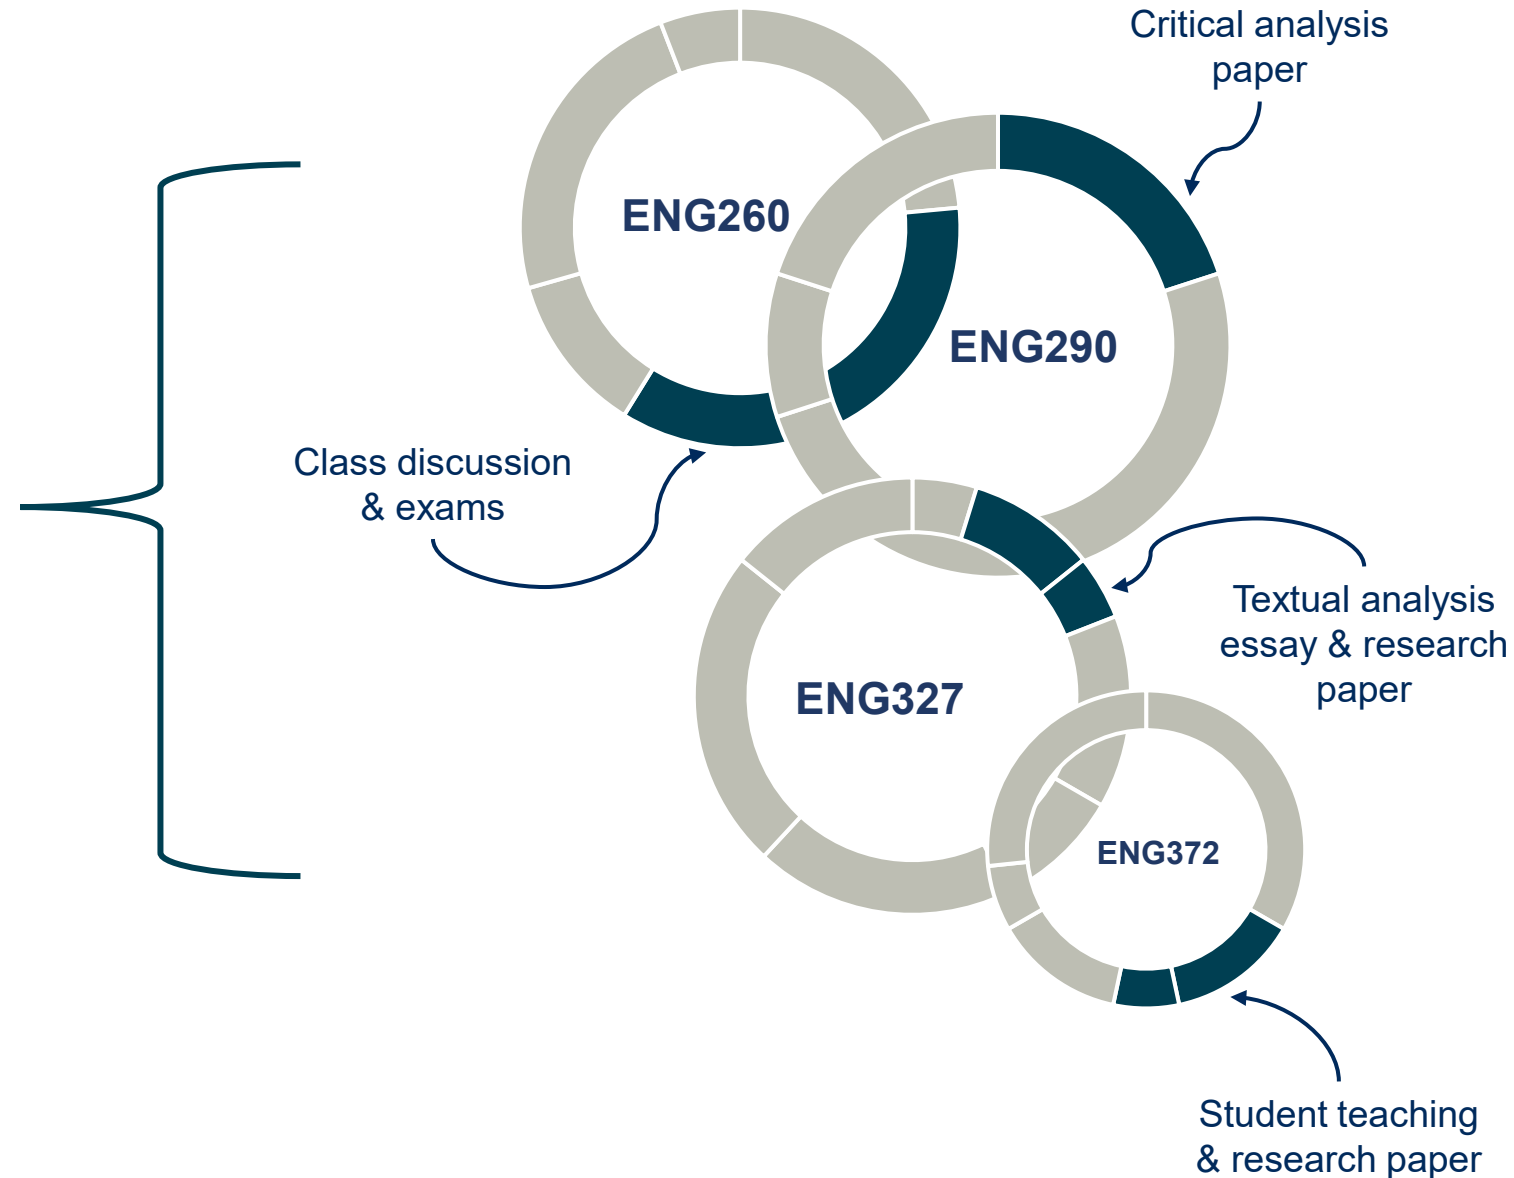 Critical analysis
paper
ENG260
ENG290
Class discussion
& exams
Textual analysis
essay & research
paper
ENG327
ENG372
Student teaching
& research paper